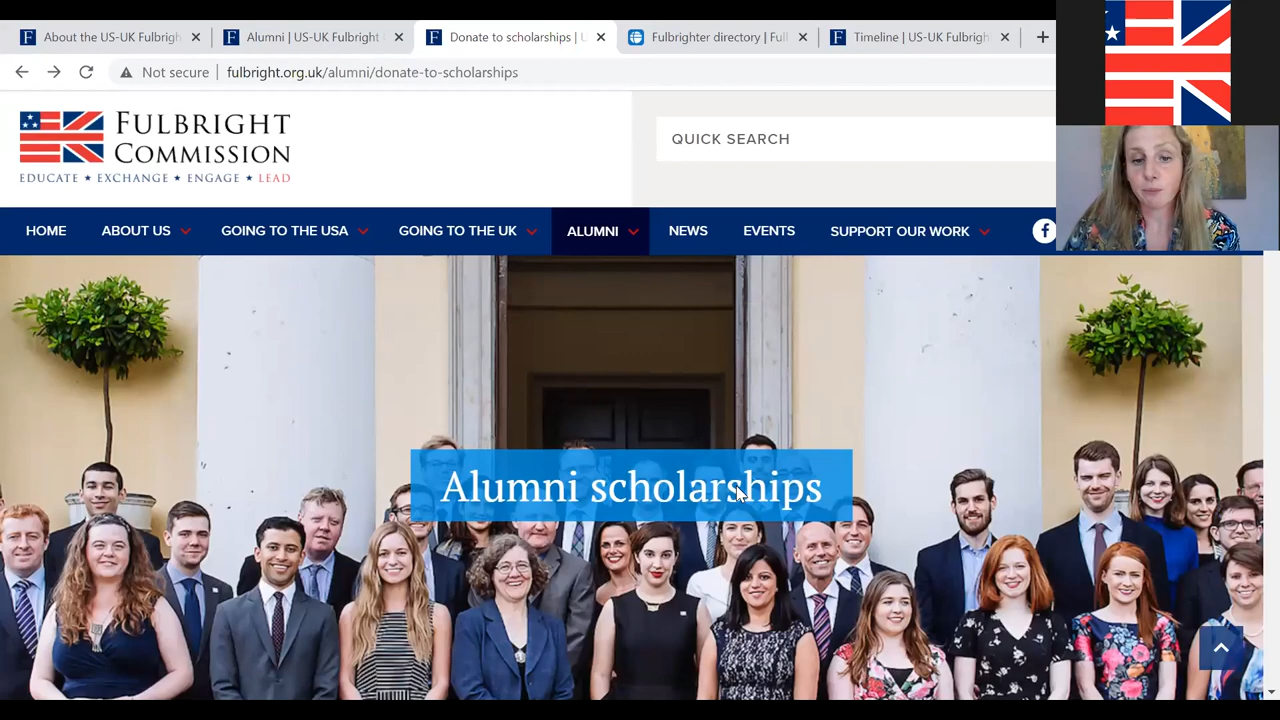 About the US-UK Fulbrigh
Alumni | US-UK Fulbright
Donate to scholarships | U
Fulbrighter directory | Full
Timeline | US-UK Fulbright
Not secure
fulbright.org.uk/alumni/donate-to-scholarships
FULBRIGHT
COMMISSION
EDUCATE ★ EXCHANGE ★ ENGAGE ★ LEAD
QUICK SEARCH
HOME
ABOUT US
GOING TO THE USA
GOING TO THE UK
ALUMNI
NEWS
EVENTS
SUPPORT OUR WORK
Alumni scholarships